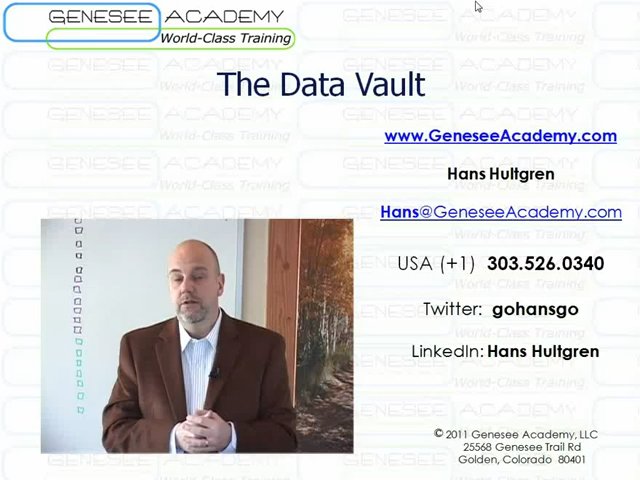 GENESEE ACADEMY
World-Class Training
The Data Vault
www.GeneseeAcademy.com
Hans Hultgren
Hans@GeneseeAcademy.com
USA (+1) 303.526.0340
Twitter: gohansgo
LinkedIn: Hans Hultgren
© 2011 Genesee Academy, LLC
25568 Genesee Trail Rd
Golden, Colorado 80401